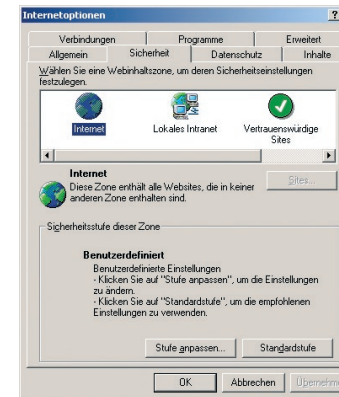 Internetoptionen ?
Verbindungen Programme Erweitert
Allgemein Sicherheit Datenschutz Inhalte
Wählen Sie eine Webinhaltszone, um deren Sicherheitseinstellungen
festzulegen.
Internet Lokales Intranet Vertrauenswürdige
Sites
Internet
Diese Zone enthält alle Websites, die in keiner
anderen Zone enthalten sind.
Sites...
Sicherheitsstufe dieser Zone
Benutzerdefiniert
Benutzerdefinierte Einstellungen
- Klicken Sie auf "Stufe anpassen", um die Einstellungen
zu ändern.
- Klicken Sie auf "Standardstufe", um die empfohlenen
Einstellungen zu verwenden.
Stufe anpassen... Standardstufe
OK Abbrechen Übernehm